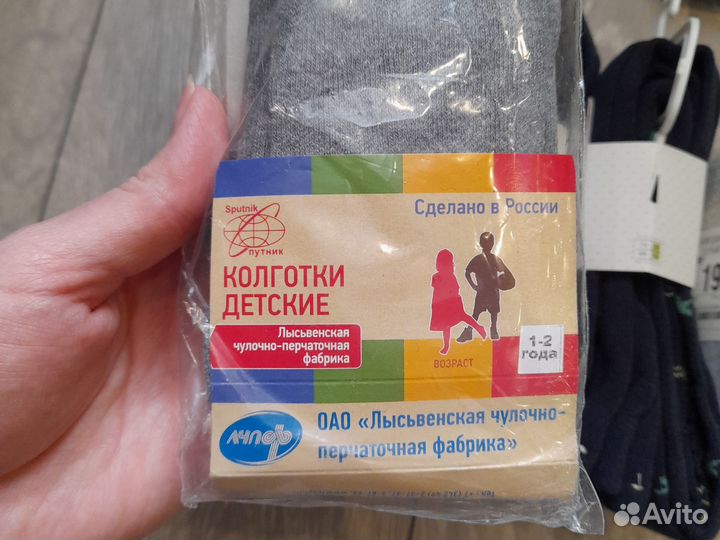 Sputnik
путник
Сделано в России
КОЛГОТКИ
ДЕТСКИЕ
Лысьвенская
чулочно-перчаточная
фабрика
ВОЗРАСТ
1-2
года
ОАО «Лысьвенская чулочно-
перчаточная фабрика»
19
Avito